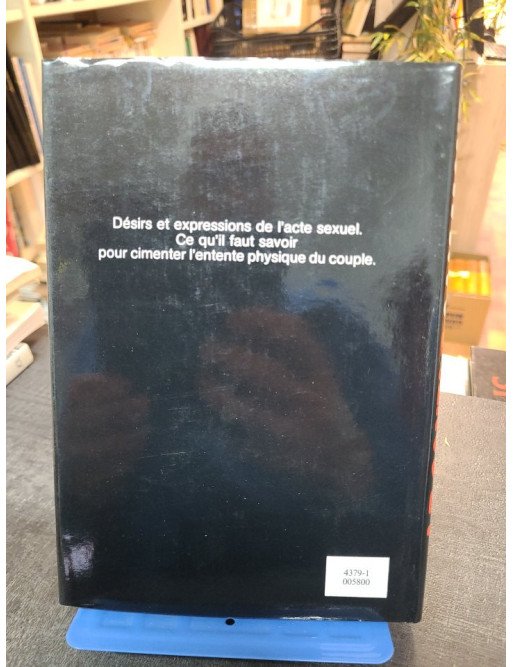 Désirs et expressions de l'acte sexuel.
Ce qu'il faut savoir
pour cimenter l'entente physique du couple.
4379-1
005800